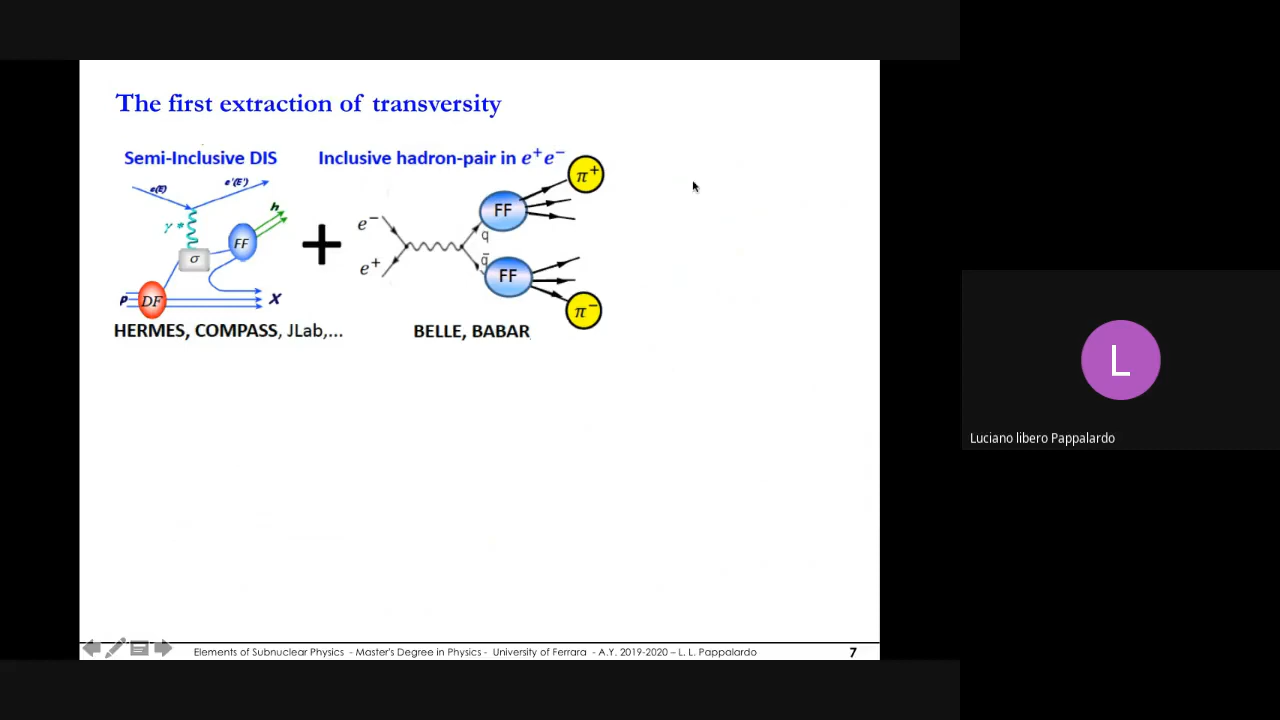 The first extraction of transversity
Semi-Inclusive DIS
Inclusive hadron-pair in e⁺e⁻
e(E)
e'(E')
γ*
h
FF
σ
P
DF
X
+
e⁻
e⁺
q
q̄
FF
FF
π⁺
π⁻
HERMES, COMPASS, JLab,...
BELLE, BABAR
Elements of Subnuclear Physics - Master's Degree in Physics - University of Ferrara - A.Y. 2019-2020 – L. L. Pappalardo
7
L
Luciano libero Pappalardo